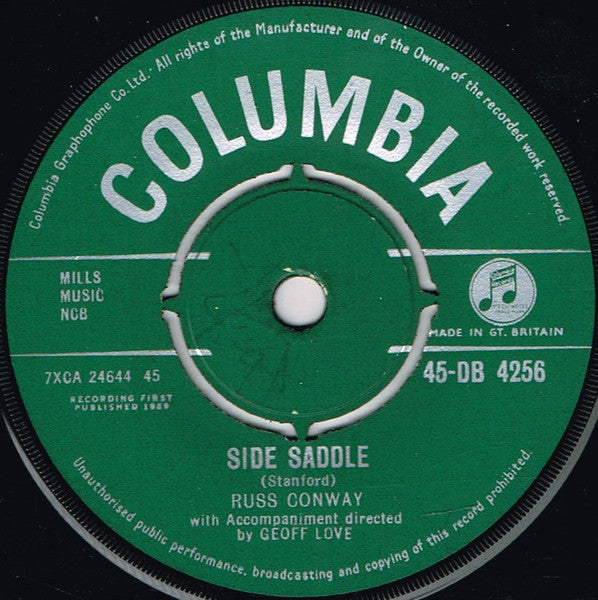 Columbia Graphophone Co. Ltd. · All rights of the Manufacturer and of the Owner of the recorded work reserved.
COLUMBIA
MILLS
MUSIC
NCB
MADE IN GT. BRITAIN
7XCA 24644 45
45-DB 4256
RECORDING FIRST
PUBLISHED 1959
SIDE SADDLE
(Stanford)
RUSS CONWAY
with Accompaniment directed
by GEOFF LOVE
Unauthorised public performance, broadcasting and copying of this record prohibited.